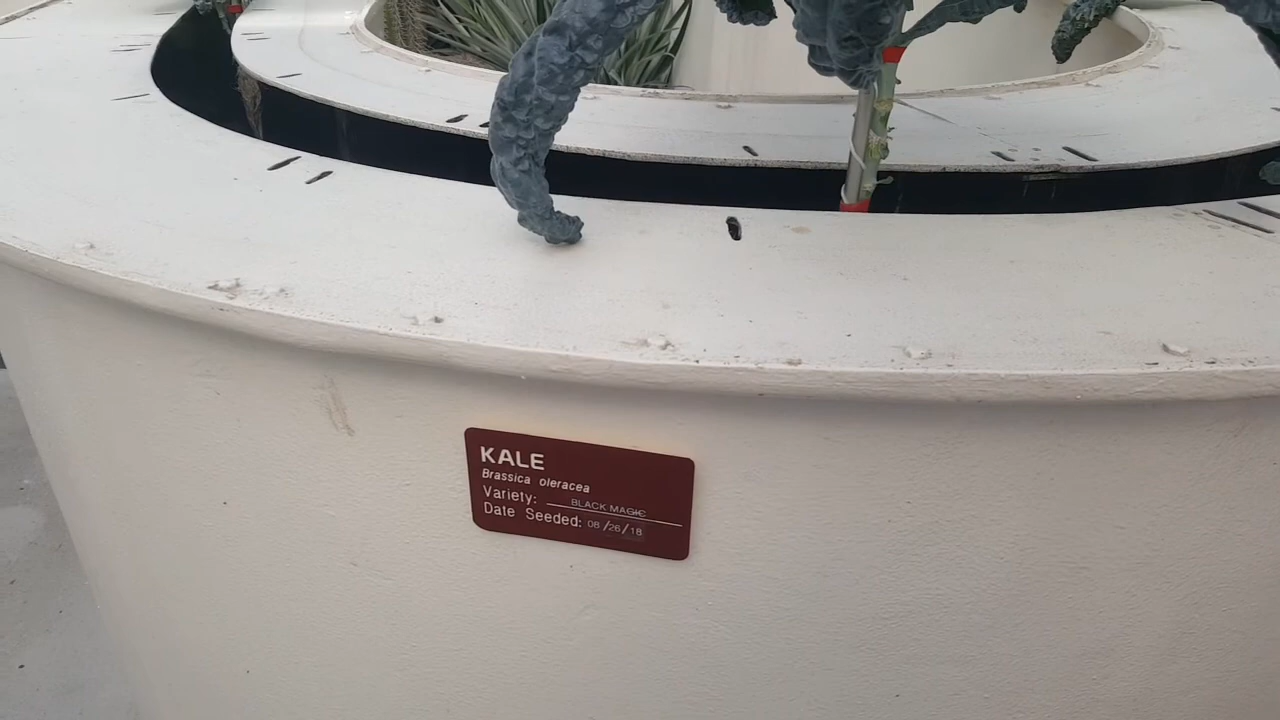 KALE
Brassica oleracea
Variety: BLACK MAGIC
Date Seeded: 08/26/18